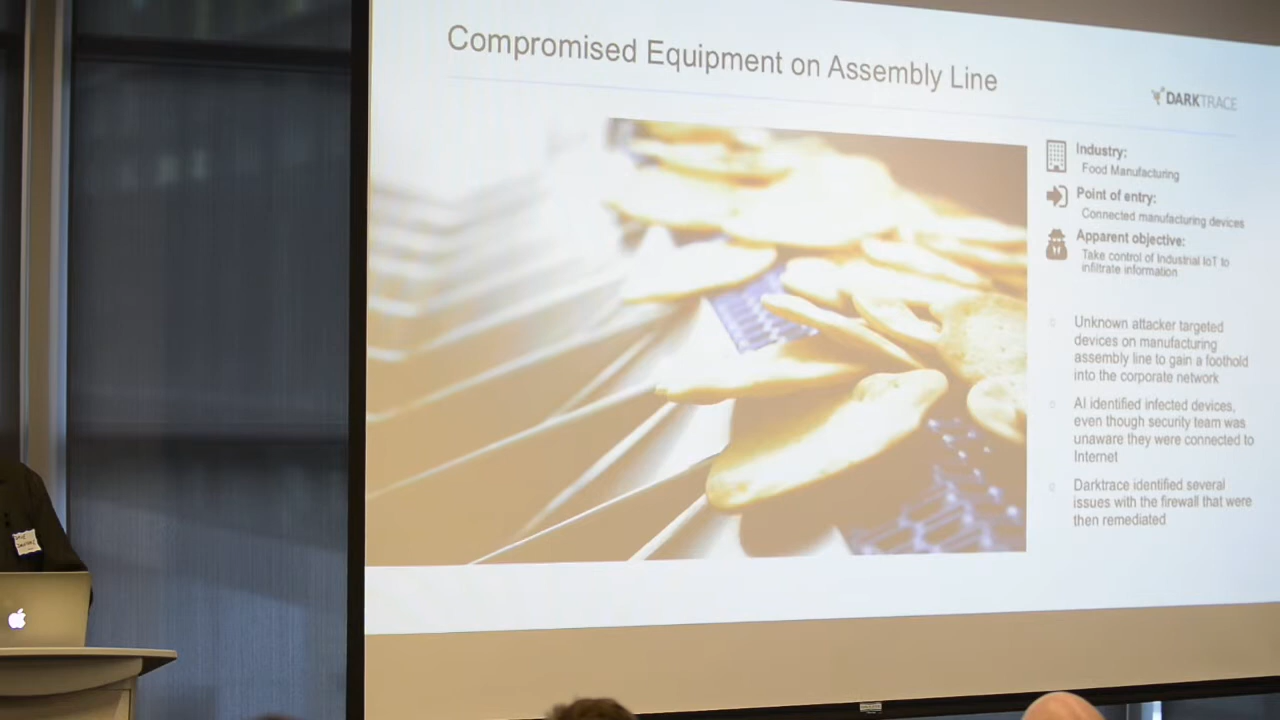 Compromised Equipment on Assembly Line
DARKTRACE
Industry:
Food Manufacturing
Point of entry:
Connected manufacturing devices
Apparent objective:
Take control of Industrial IoT to
infiltrate information
Unknown attacker targeted
devices on manufacturing
assembly line to gain a foothold
into the corporate network
AI identified infected devices,
even though security team was
unaware they were connected to
Internet
Darktrace identified several
issues with the firewall that were
then remediated